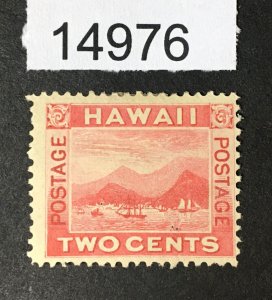 14976
HAWAII
POSTAGE
POSTAGE
TWO CENTS